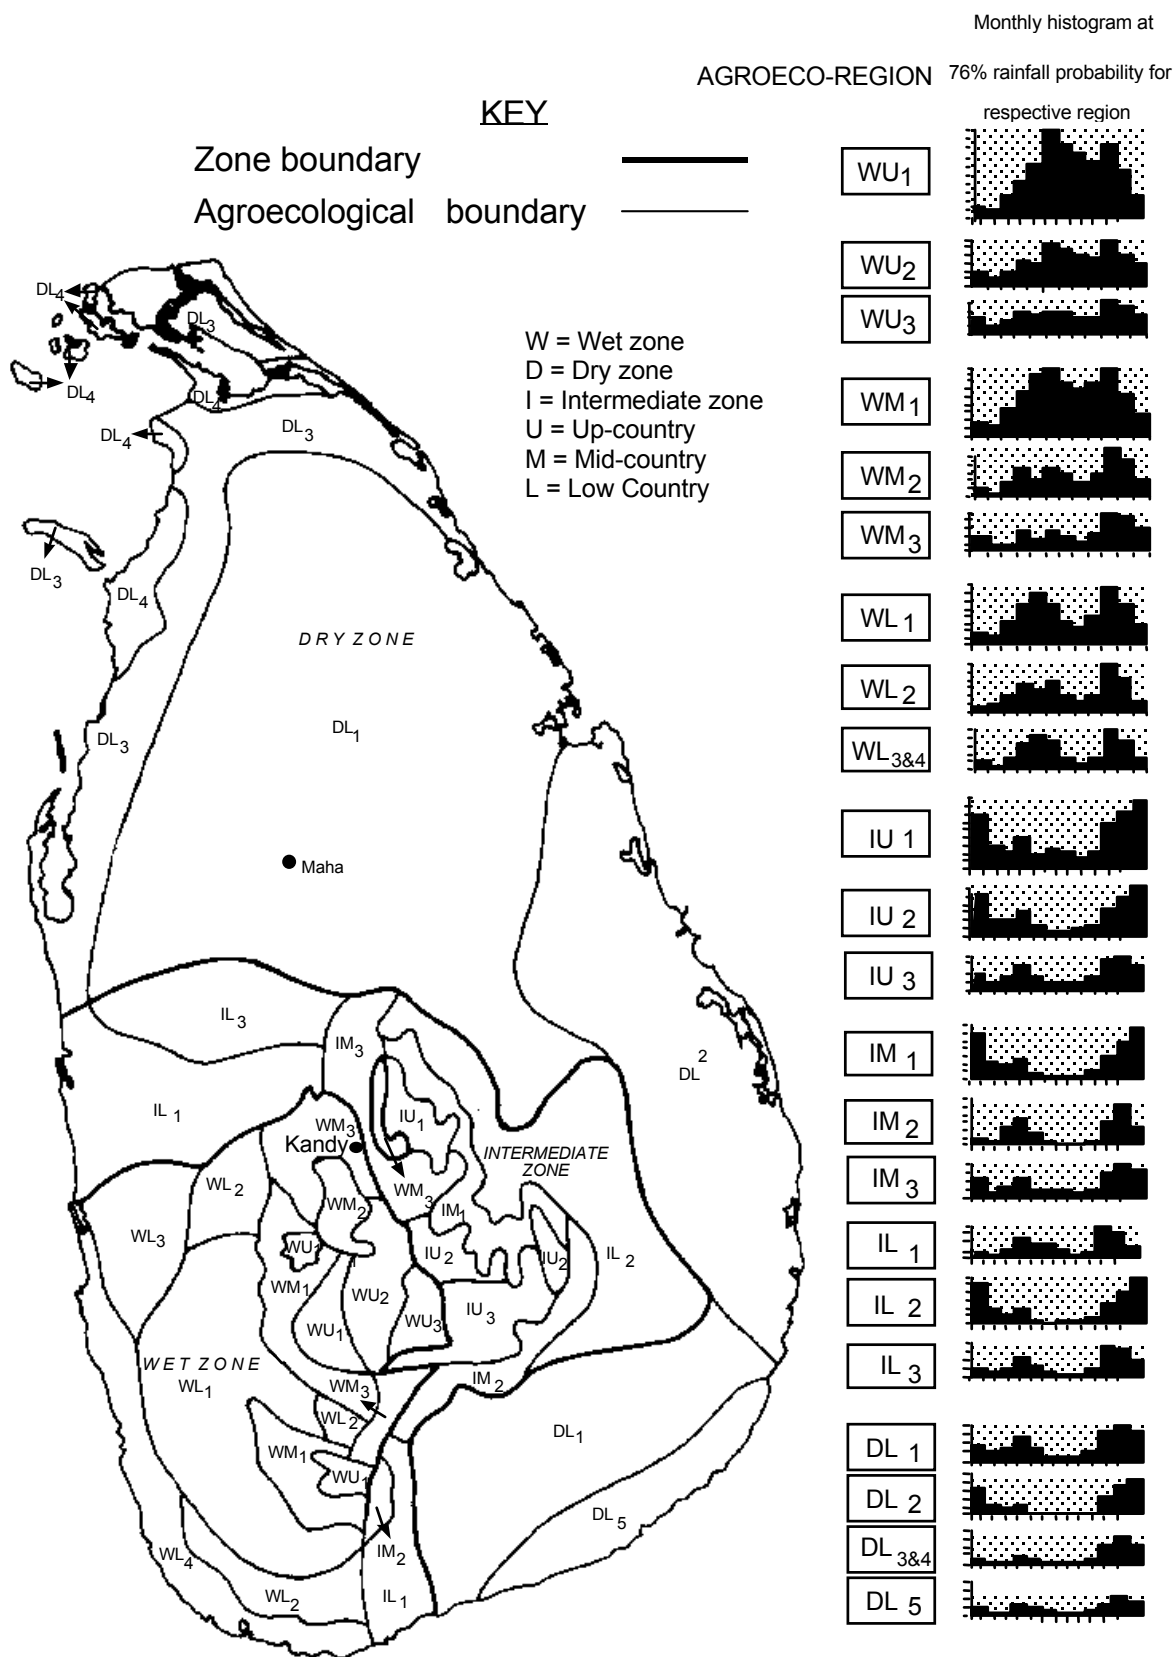 Monthly histogram at
AGROECO-REGION 76% rainfall probability for
respective region
KEY
Zone boundary
Agroecological boundary
W = Wet zone
D = Dry zone
I = Intermediate zone
U = Up-country
M = Mid-country
L = Low Country
WU1
WU2
WU3
WM1
WM2
WM3
WL1
WL2
WL3&4
IU 1
IU 2
IU 3
IM 1
IM 2
IM 3
IL 1
IL 2
IL 3
DL 1
DL 2
DL 3&4
DL 5
DL4
DL3
DL4
DL4
DL3
DL4
DL3
DL4
DRY ZONE
DL1
DL3
Maha
IL3
IM3
DL2
IL1
IU1
WM3
Kandy
INTERMEDIATE
ZONE
WL2
WM3
WM2
IM1
WL3
WU1
IU2
IU2
IL2
WM1
WU2
IU3
WU3
WU1
WET ZONE
WL1
WM3
IM2
WL2
DL1
WM1
WU1
DL5
WL4
IM2
WL2
IL1